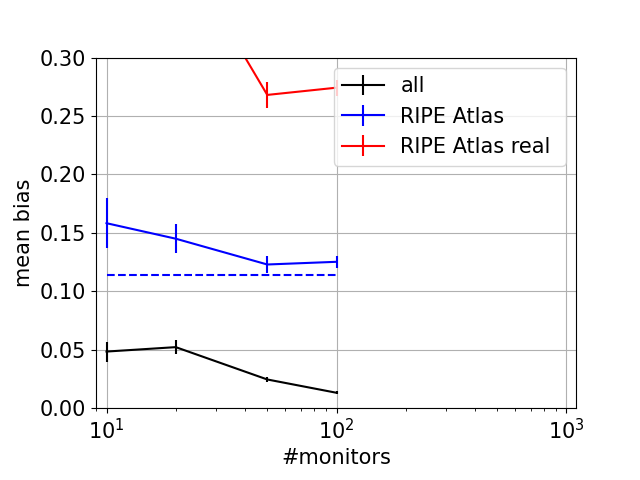 0.30
0.25
0.20
0.15
0.10
0.05
0.00
mean bias
all
RIPE Atlas
RIPE Atlas real
10¹
10²
10³
#monitors